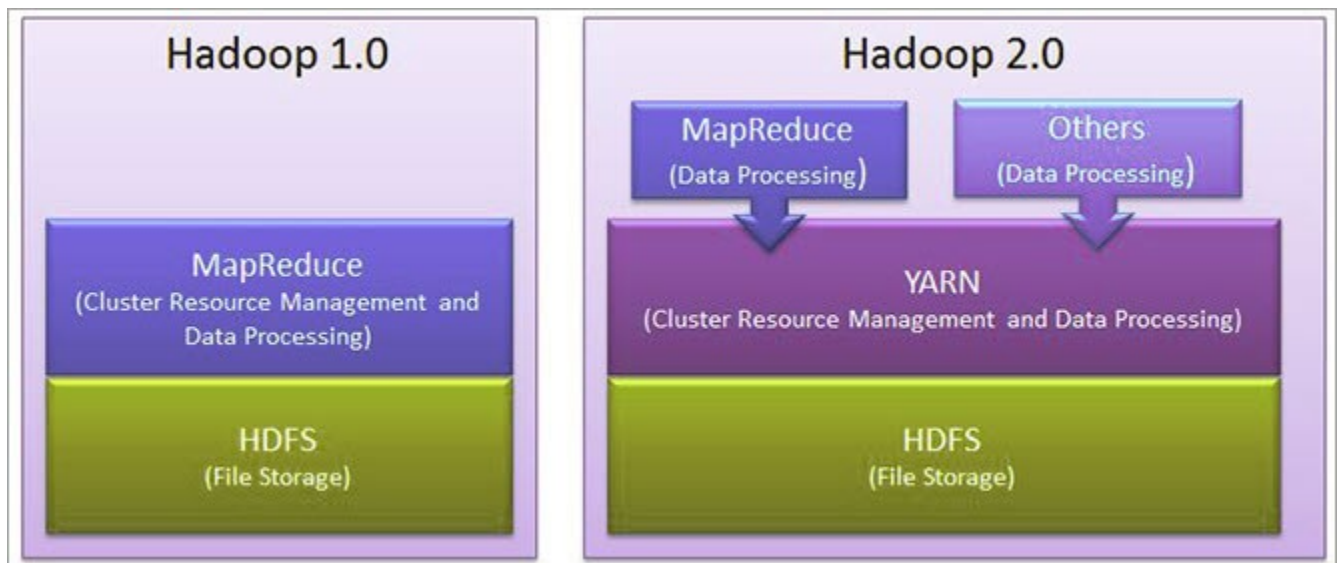 Hadoop 1.0
MapReduce
(Cluster Resource Management and
Data Processing)
HDFS
(File Storage)
Hadoop 2.0
MapReduce
(Data Processing)
Others
(Data Processing)
YARN
(Cluster Resource Management and Data Processing)
HDFS
(File Storage)